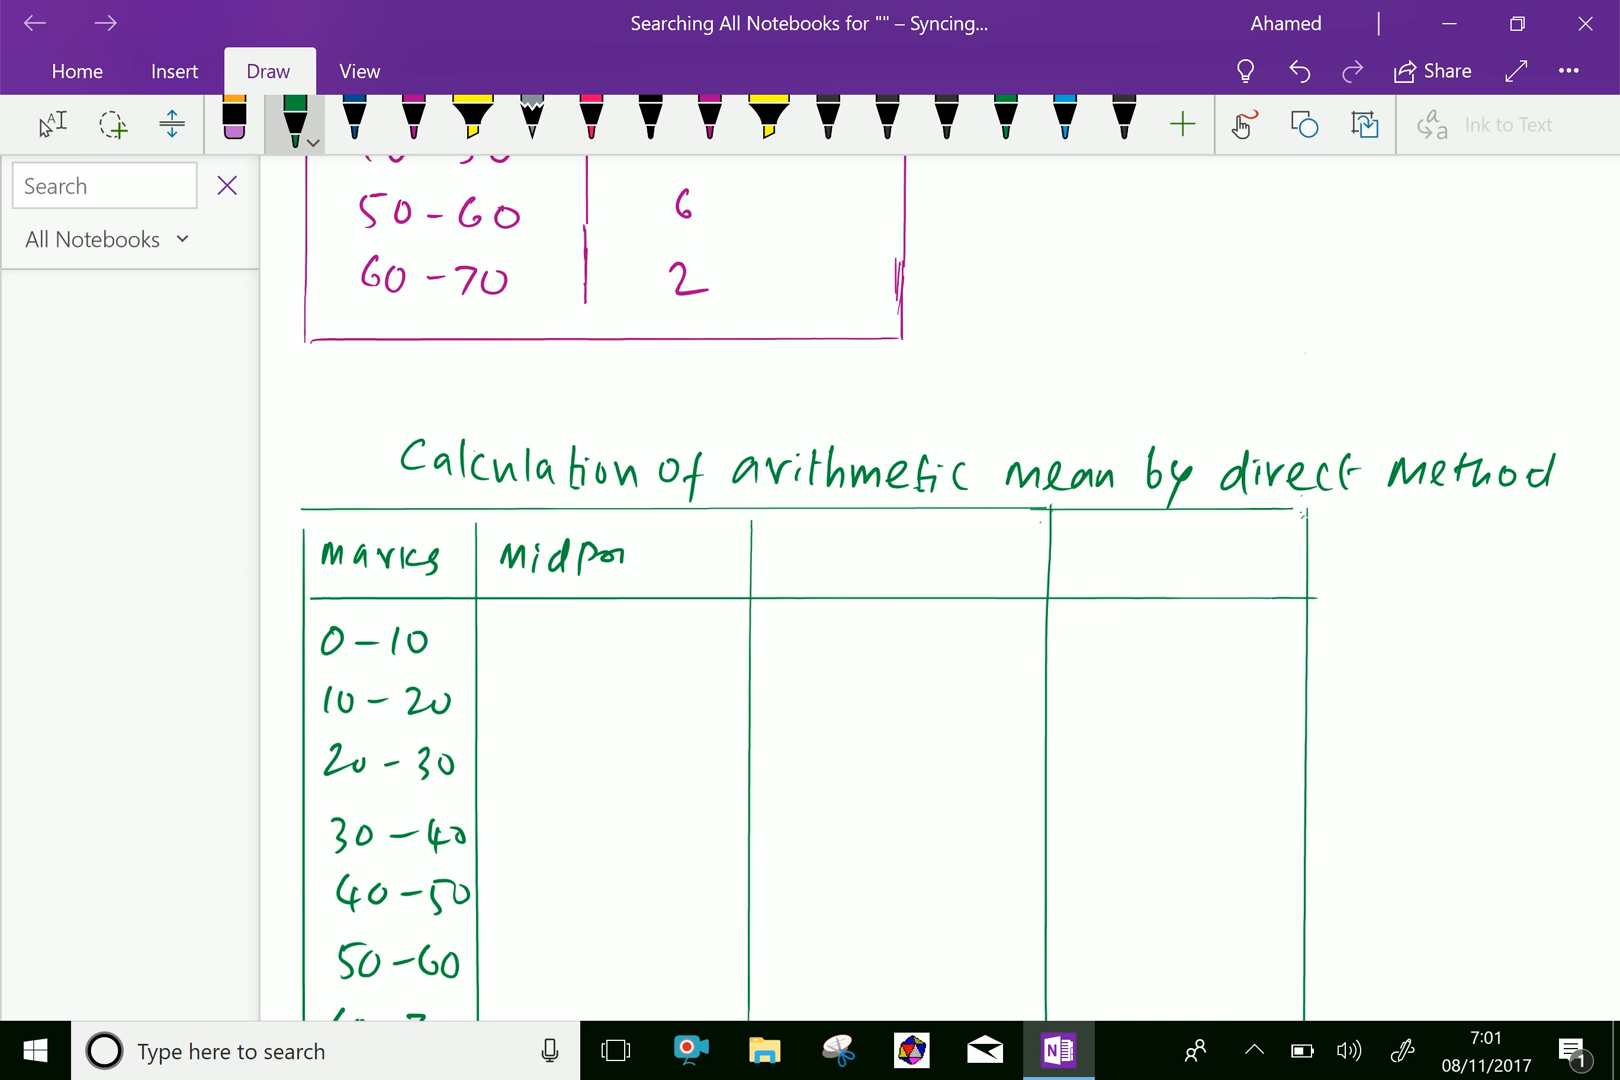 Searching All Notebooks for "" – Syncing...
Ahamed
Home Insert Draw View
Share
Ink to Text
Search
All Notebooks
50-60 6
60-70 2
Calculation of arithmetic mean by direct method
Marks Midpoi
0-10
10-20
20-30
30-40
40-50
50-60
Type here to search
7:01
08/11/2017
1